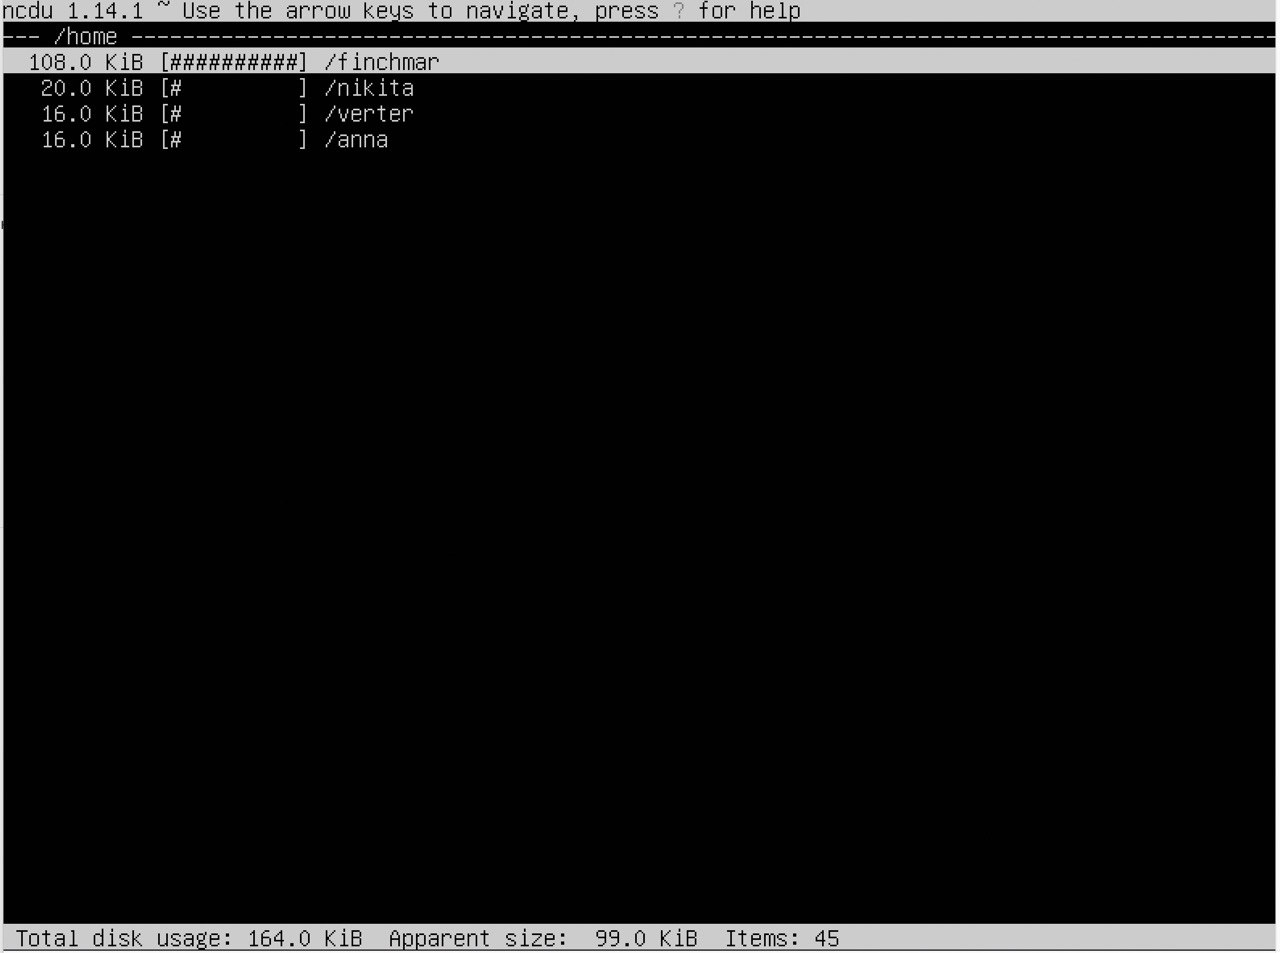 ncdu 1.14.1 ~ Use the arrow keys to navigate, press ? for help
--- /home -----------------------------------------------------------------------------------------
108.0 KiB [##########] /finchmar
20.0 KiB [#         ] /nikita
16.0 KiB [#         ] /verter
16.0 KiB [#         ] /anna
Total disk usage: 164.0 KiB  Apparent size:  99.0 KiB  Items: 45